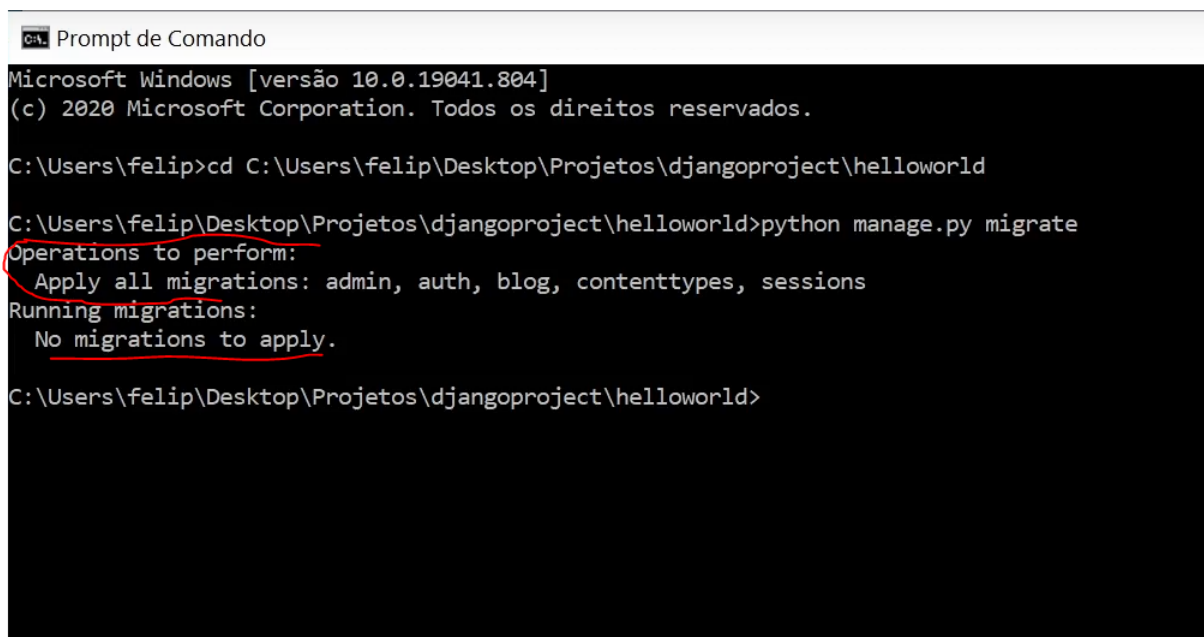 Prompt de Comando
Microsoft Windows [versão 10.0.19041.804]
(c) 2020 Microsoft Corporation. Todos os direitos reservados.
C:\Users\felip>cd C:\Users\felip\Desktop\Projetos\djangoproject\helloworld
C:\Users\felip\Desktop\Projetos\djangoproject\helloworld>python manage.py migrate
Operations to perform:
  Apply all migrations: admin, auth, blog, contenttypes, sessions
Running migrations:
  No migrations to apply.
C:\Users\felip\Desktop\Projetos\djangoproject\helloworld>